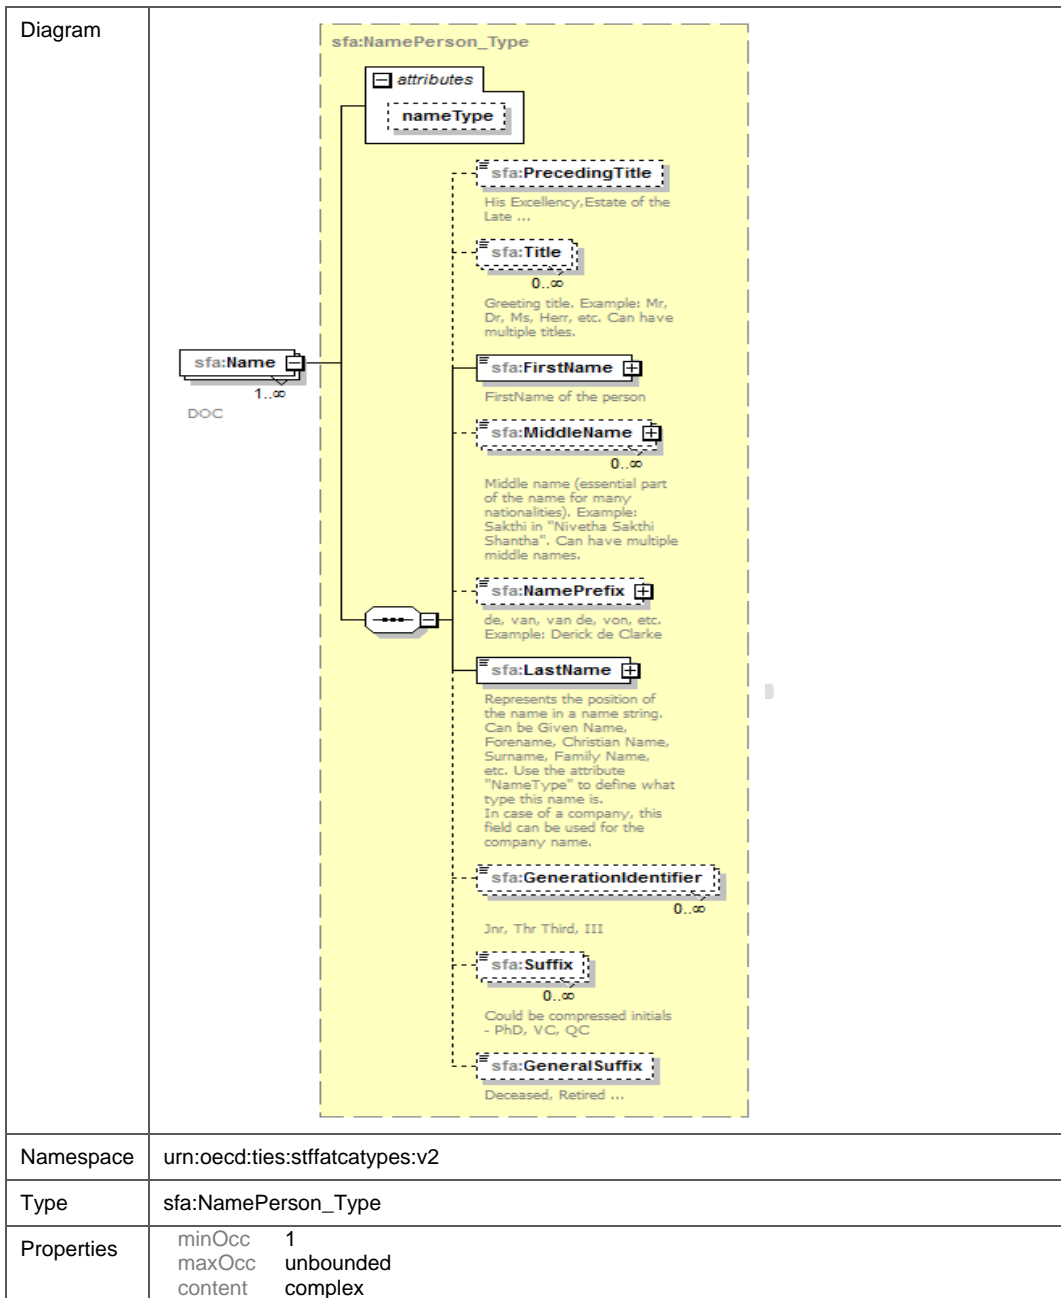 Diagram
sfa:NamePerson_Type
attributes
nameType
sfa:PrecedingTitle
His Excellency,Estate of the
Late ...
sfa:Title
0..∞
Greeting title. Example: Mr,
Dr, Ms, Herr, etc. Can have
multiple titles.
sfa:Name
1..∞
DOC
sfa:FirstName
FirstName of the person
sfa:MiddleName
0..∞
Middle name (essential part
of the name for many
nationalities). Example:
Sakthi in "Nivetha Sakthi
Shantha". Can have multiple
middle names.
sfa:NamePrefix
de, van, van de, von, etc.
Example: Derick de Clarke
sfa:LastName
Represents the position of
the name in a name string.
Can be Given Name,
Forename, Christian Name,
Surname, Family Name,
etc. Use the attribute
"NameType" to define what
type this name is.
In case of a company, this
field can be used for the
company name.
sfa:GenerationIdentifier
0..∞
Jnr, Thr Third, III
sfa:Suffix
0..∞
Could be compressed initials
- PhD, VC, QC
sfa:GeneralSuffix
Deceased, Retired ...
Namespace urn:oecd:ties:stffatcatypes:v2
Type sfa:NamePerson_Type
Properties minOcc 1
maxOcc unbounded
content complex